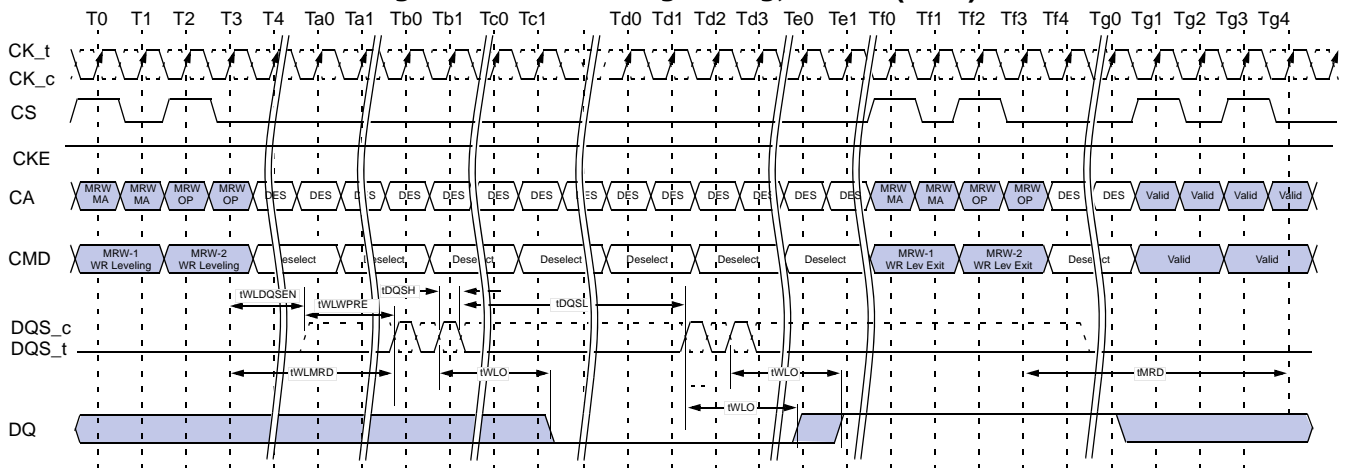 T0 T1 T2 T3 T4 Ta0 Ta1 Tb0 Tb1 Tc0 Tc1 Td0 Td1 Td2 Td3 Te0 Te1 Tf0 Tf1 Tf2 Tf3 Tf4 Tg0 Tg1 Tg2 Tg3 Tg4
CK_t
CK_c
CS
CKE
CA
MRW MRW MRW MRW DES DES DES DES DES DES DES DES DES DES DES DES DES DES MRW MRW MRW MRW DES DES Valid Valid Valid Valid
MA MA OP OP MA MA OP OP
CMD
MRW-1 MRW-2 Deselect Deselect Deselect Deselect Deselect Deselect Deselect MRW-1 MRW-2 Deselect Valid Valid
WR Leveling WR Leveling WR Lev Exit WR Lev Exit
tWLDQSEN tWLWPRE tDQSH tDQSL
DQS_c
DQS_t
tWLMRD tWLO tWLO tMRD
tWLO
DQ